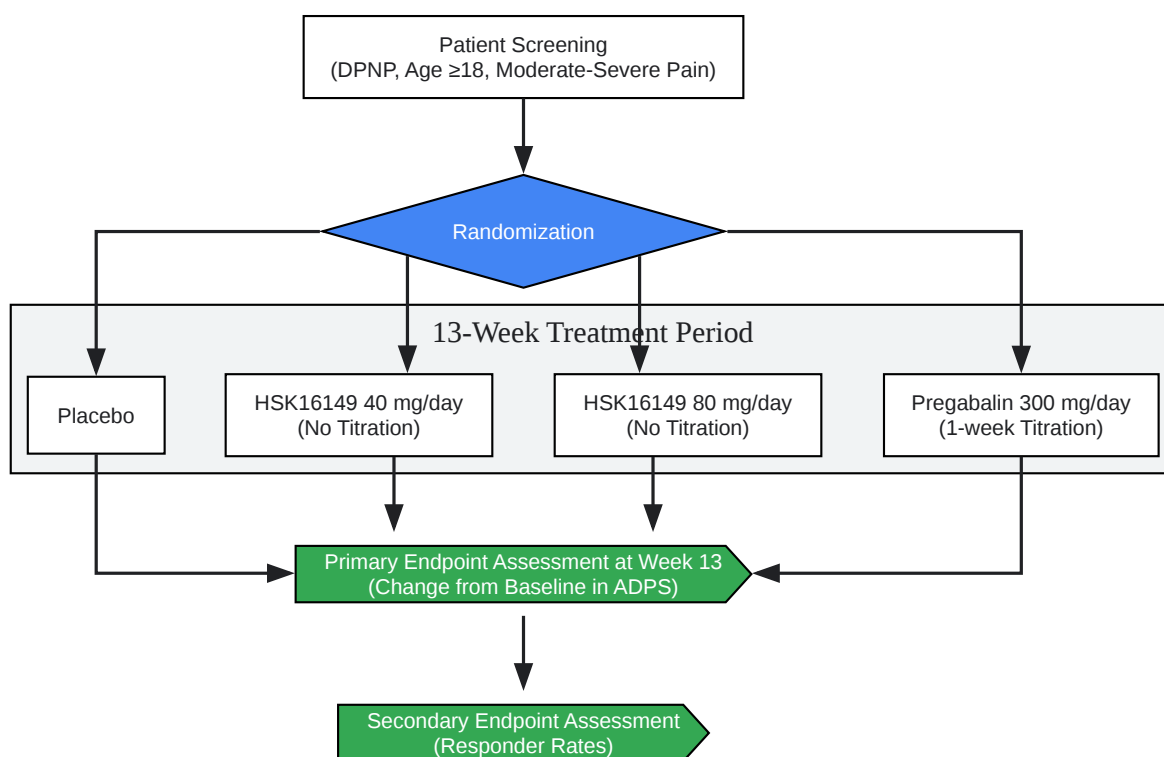 Patient Screening
(DPNP, Age ≥18, Moderate-Severe Pain)
Randomization
13-Week Treatment Period
Placebo
HSK16149 40 mg/day
(No Titration)
HSK16149 80 mg/day
(No Titration)
Pregabalin 300 mg/day
(1-week Titration)
Primary Endpoint Assessment at Week 13
(Change from Baseline in ADPS)
Secondary Endpoint Assessment
(Responder Rates)